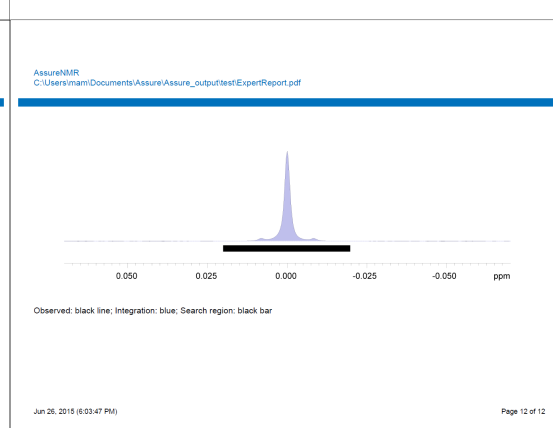 AssureNMR
C:\Users\mam\Documents\Assure\Assure_output\test\ExpertReport.pdf
0.050 0.025 0.000 -0.025 -0.050 ppm
Observed: black line; Integration: blue; Search region: black bar
Jun 26, 2015 (6:03:47 PM) Page 12 of 12